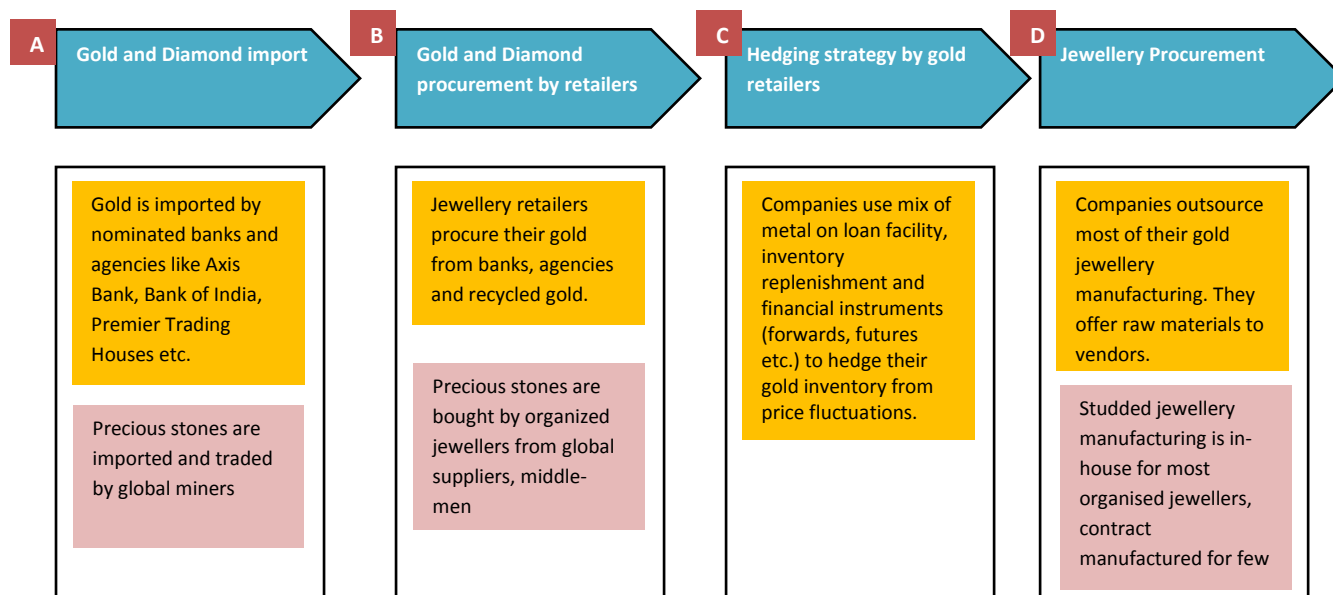 A
Gold and Diamond import
B
Gold and Diamond
procurement by retailers
C
Hedging strategy by gold
retailers
D
Jewellery Procurement
Gold is imported by
nominated banks and
agencies like Axis
Bank, Bank of India,
Premier Trading
Houses etc.
Precious stones are
imported and traded
by global miners
Jewellery retailers
procure their gold
from banks, agencies
and recycled gold.
Precious stones are
bought by organized
jewellers from global
suppliers, middle-
men
Companies use mix of
metal on loan facility,
inventory
replenishment and
financial instruments
(forwards, futures
etc.) to hedge their
gold inventory from
price fluctuations.
Companies outsource
most of their gold
jewellery
manufacturing. They
offer raw materials to
vendors.
Studded jewellery
manufacturing is in-
house for most
organised jewellers,
contract
manufactured for few